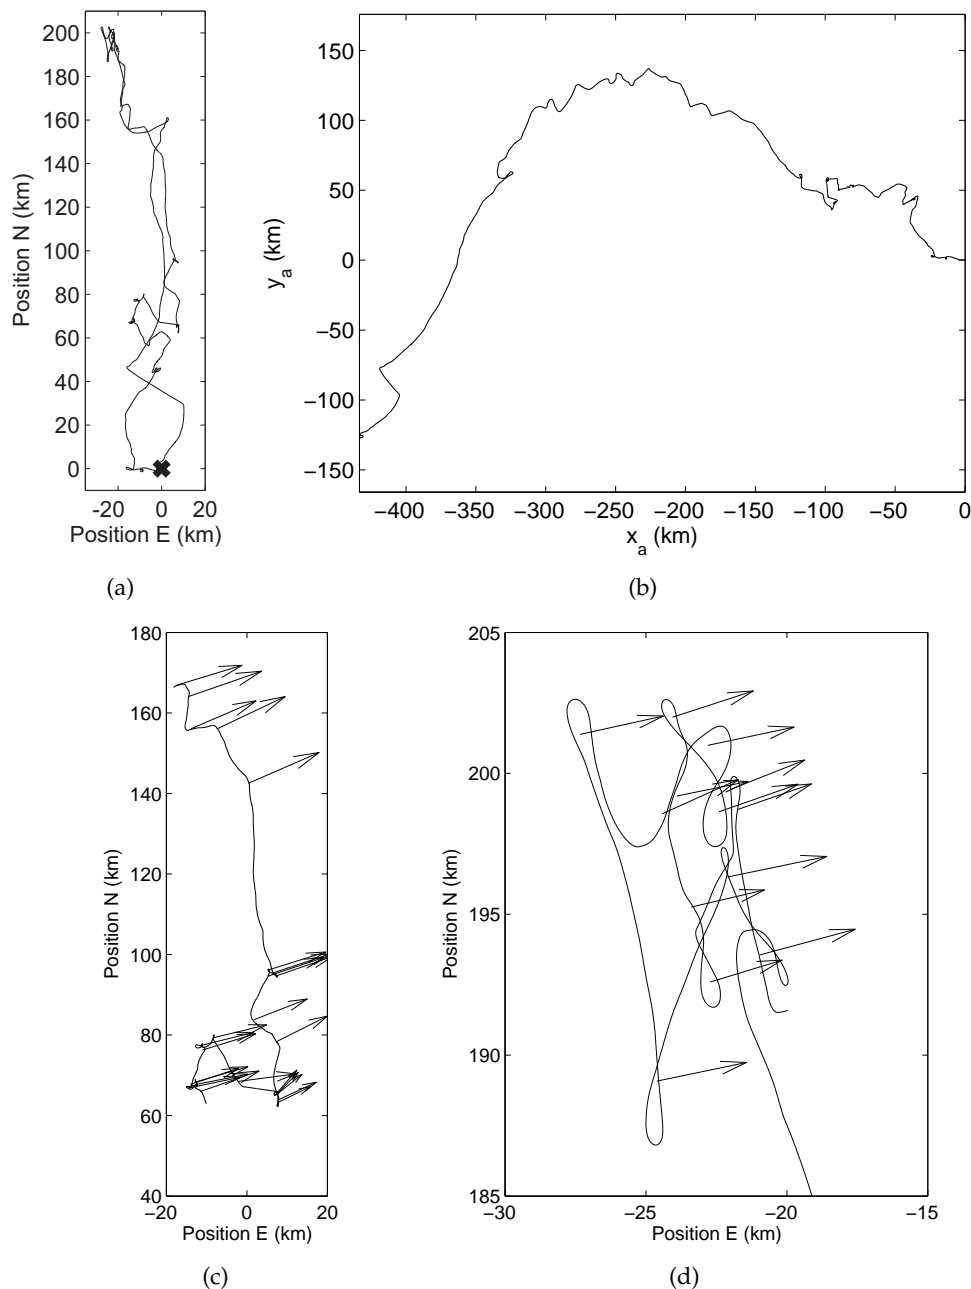 200
180
160
140
120
100
80
60
40
20
0
Position N (km)
-20 0 20
Position E (km)
(a)
150
100
50
0
−50
−100
−150
y_a (km)
−400 −350 −300 −250 −200 −150 −100 −50 0
x_a (km)
(b)
180
160
140
120
100
80
60
40
Position N (km)
−20 0 20
Position E (km)
(c)
205
200
195
190
185
Position N (km)
−30 −25 −20 −15
Position E (km)
(d)